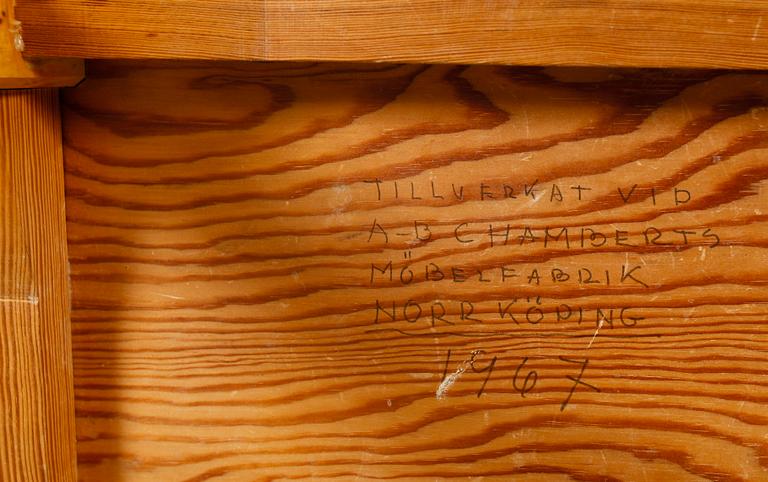 TILLVERKAT VID
A-B CHAMBERTS
MÖBELFABRIK
NORRKÖPING
1967